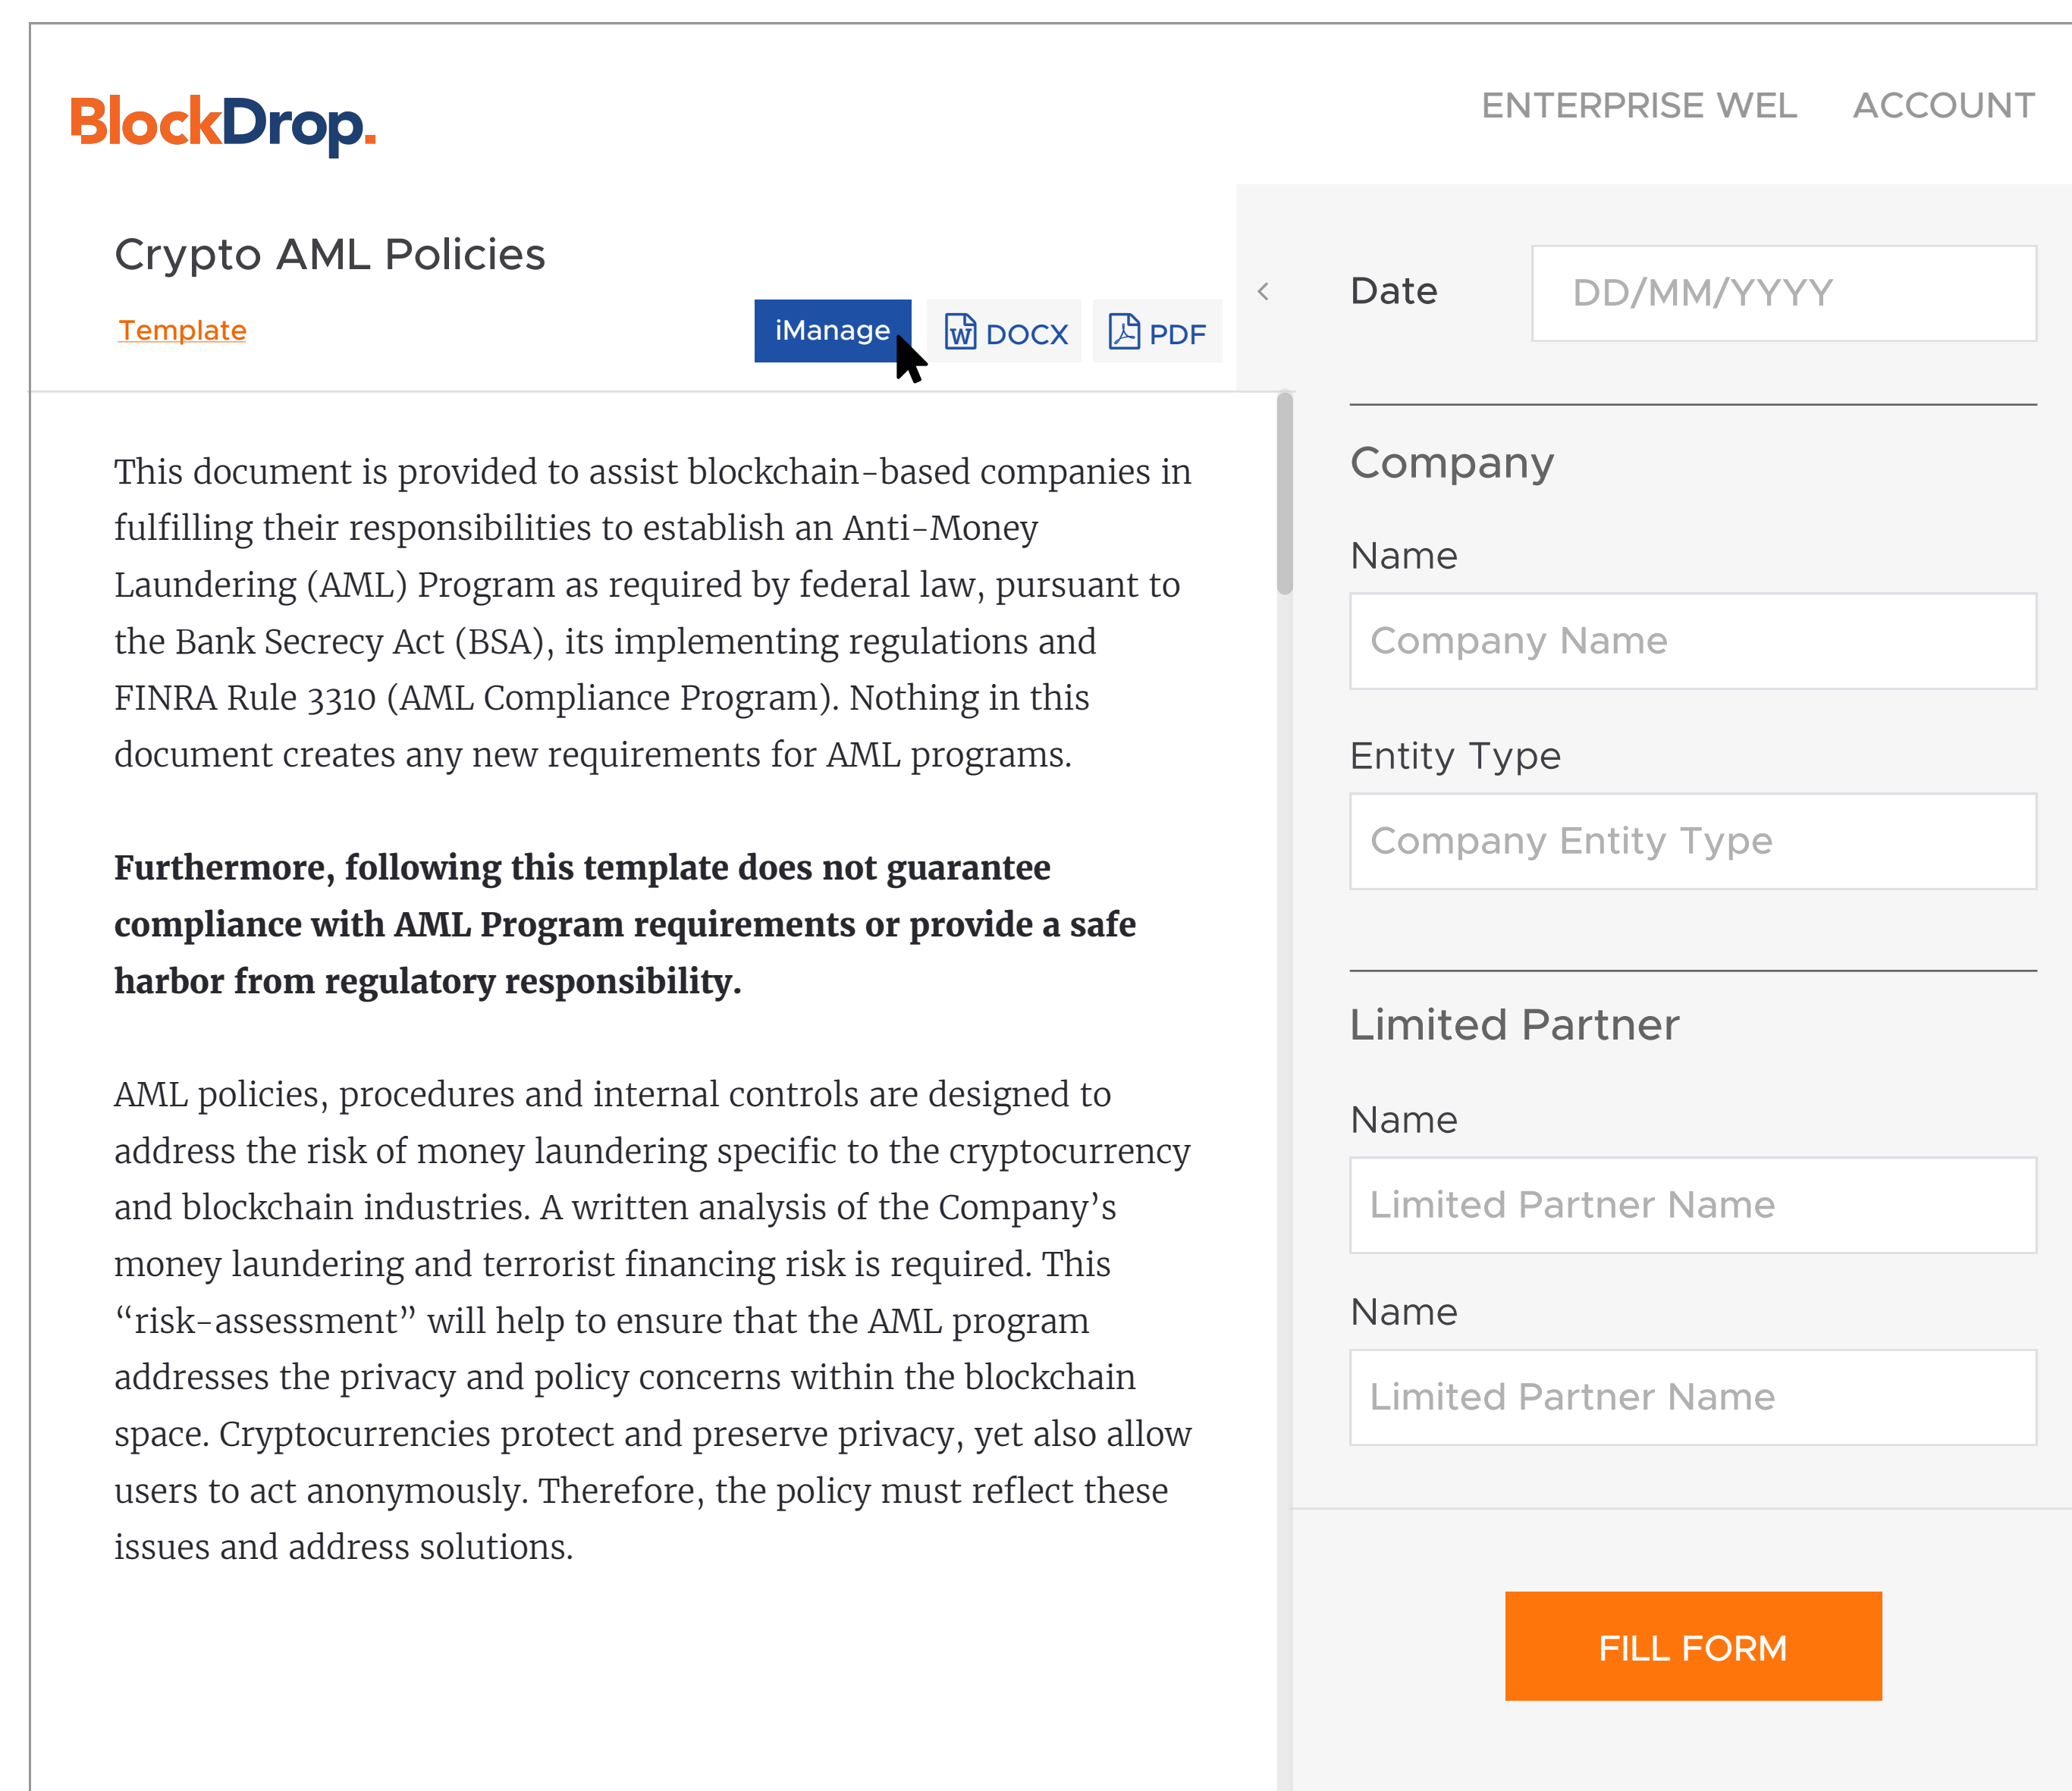 BlockDrop.
ENTERPRISE WEL
ACCOUNT
Crypto AML Policies
Template
iManage
DOCX
PDF
This document is provided to assist blockchain-based companies in
fulfilling their responsibilities to establish an Anti-Money
Laundering (AML) Program as required by federal law, pursuant to
the Bank Secrecy Act (BSA), its implementing regulations and
FINRA Rule 3310 (AML Compliance Program). Nothing in this
document creates any new requirements for AML programs.
Furthermore, following this template does not guarantee
compliance with AML Program requirements or provide a safe
harbor from regulatory responsibility.
AML policies, procedures and internal controls are designed to
address the risk of money laundering specific to the cryptocurrency
and blockchain industries. A written analysis of the Company’s
money laundering and terrorist financing risk is required. This
“risk-assessment” will help to ensure that the AML program
addresses the privacy and policy concerns within the blockchain
space. Cryptocurrencies protect and preserve privacy, yet also allow
users to act anonymously. Therefore, the policy must reflect these
issues and address solutions.
Date
DD/MM/YYYY
Company
Name
Company Name
Entity Type
Company Entity Type
Limited Partner
Name
Limited Partner Name
Name
Limited Partner Name
FILL FORM